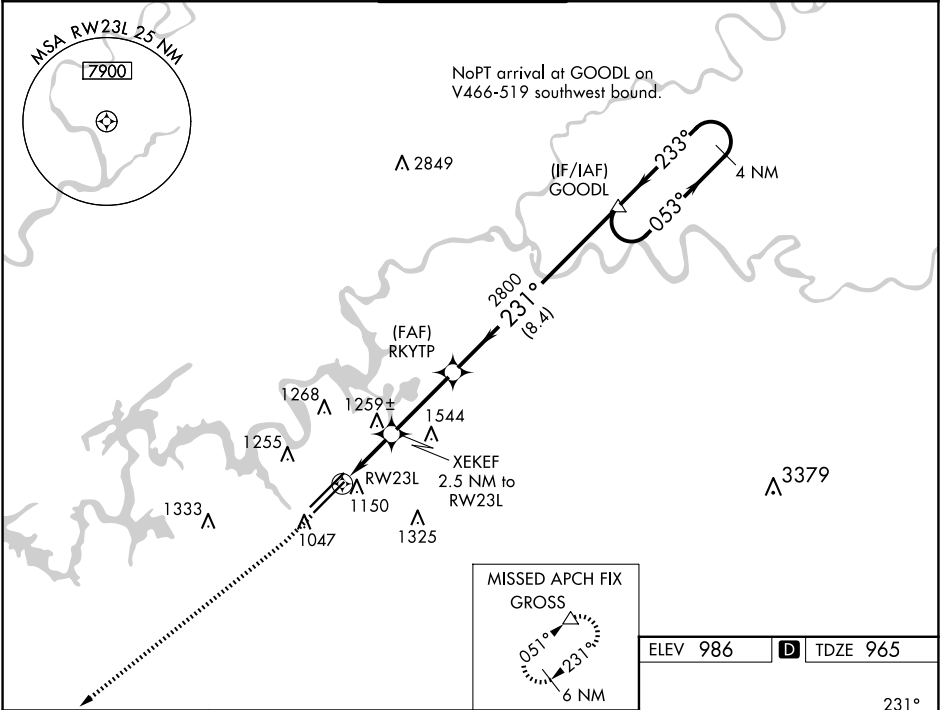 MSA RW23L 25 NM
7900
NoPT arrival at GOODL on
V466-519 southwest bound.
2849
(IF/IAF)
GOODL
233°
4 NM
053°
2800
231°
(8.4)
(FAF)
RKYTP
1268
1259±
1544
1255
XEKEF
2.5 NM to
RW23L
RW23L
1150
3379
1333
1047
1325
MISSED APCH FIX
GROSS
051°
231°
6 NM
ELEV 986
D
TDZE 965
231°